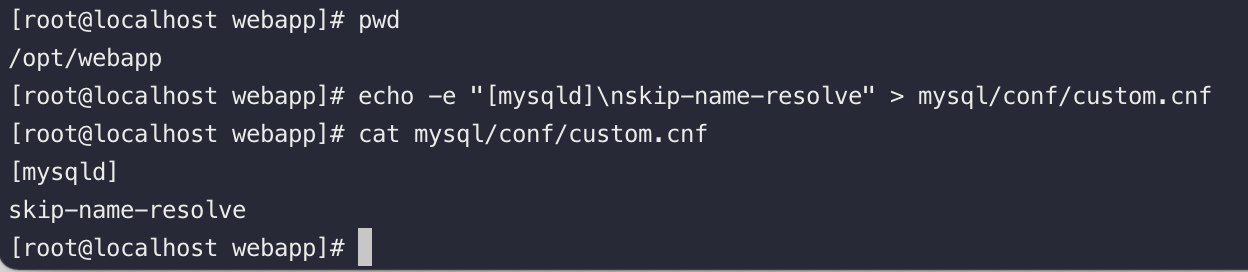 [root@localhost webapp]# pwd
/opt/webapp
[root@localhost webapp]# echo -e "[mysqld]\nskip-name-resolve" > mysql/conf/custom.cnf
[root@localhost webapp]# cat mysql/conf/custom.cnf
[mysqld]
skip-name-resolve
[root@localhost webapp]#